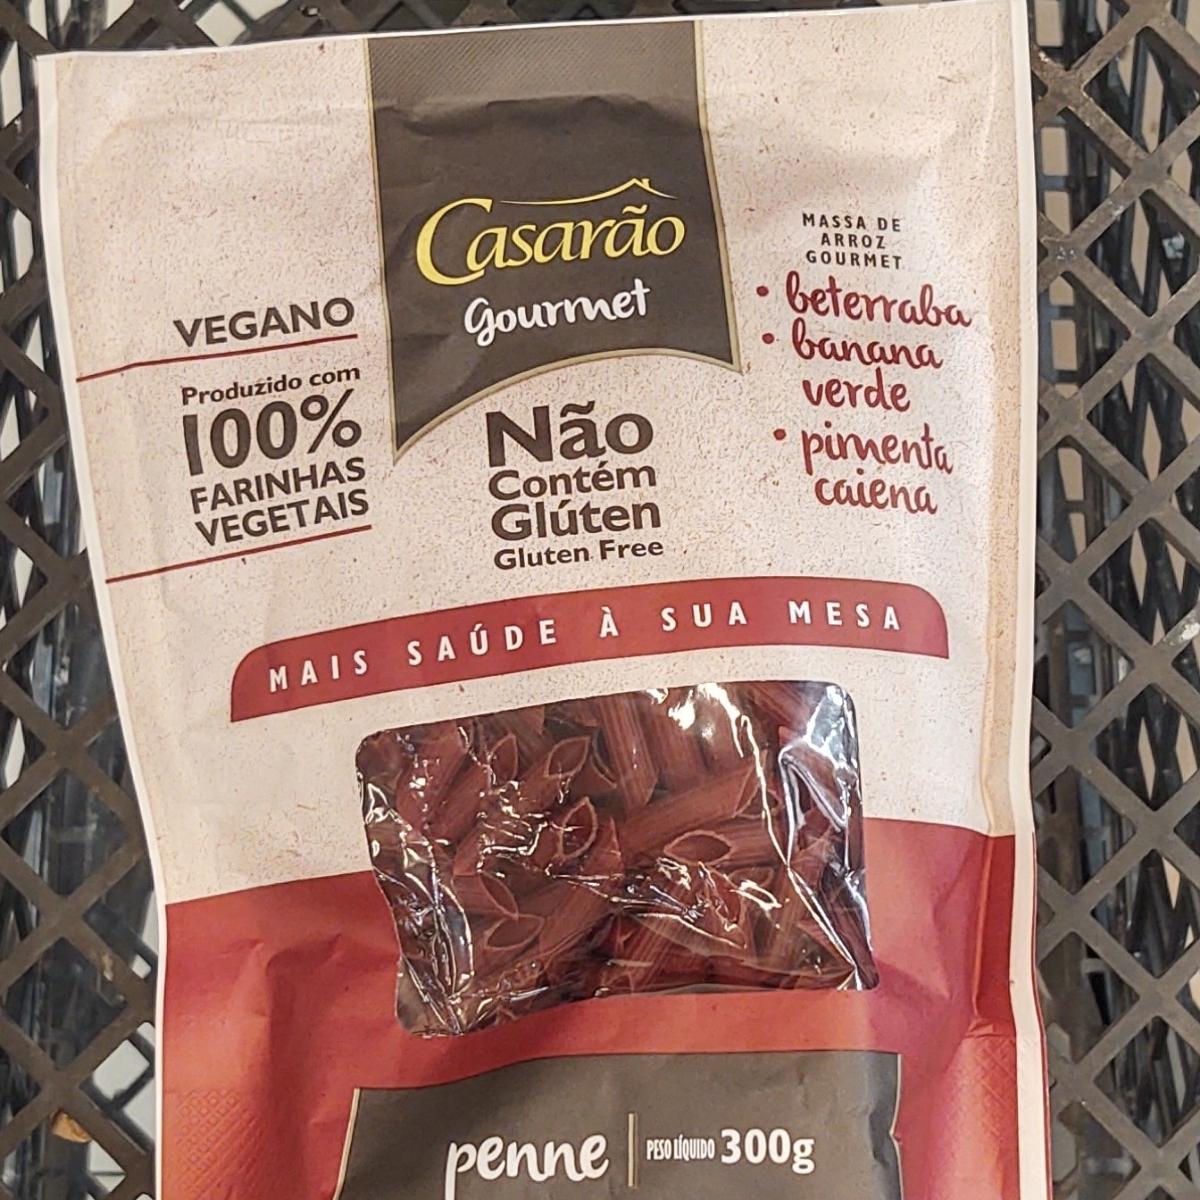 Casarão
Gourmet
VEGANO
Produzido com
100%
FARINHAS
VEGETAIS
Não
Contém
Glúten
Gluten Free
MASSA DE
ARROZ
GOURMET
• beterraba
• banana
verde
• pimenta
caiena
MAIS SAÚDE À SUA MESA
penne | PESO LÍQUIDO 300g